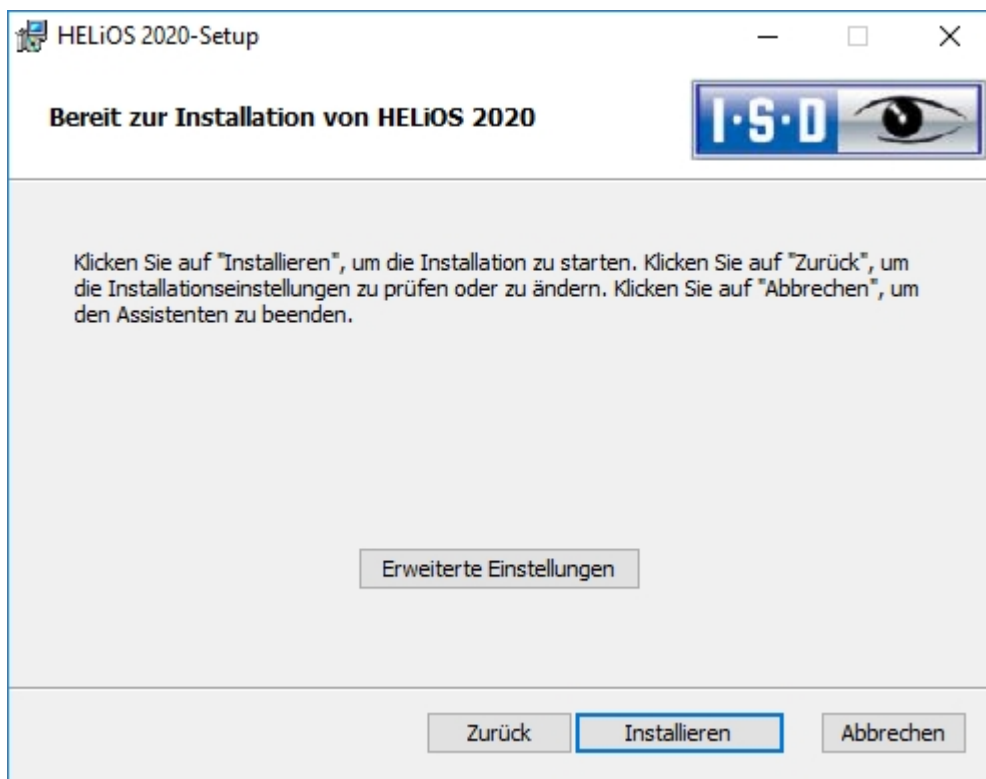 HELiOS 2020-Setup
Bereit zur Installation von HELiOS 2020
I·S·D
Klicken Sie auf "Installieren", um die Installation zu starten. Klicken Sie auf "Zurück", um
die Installationseinstellungen zu prüfen oder zu ändern. Klicken Sie auf "Abbrechen", um
den Assistenten zu beenden.
Erweiterte Einstellungen
Zurück
Installieren
Abbrechen